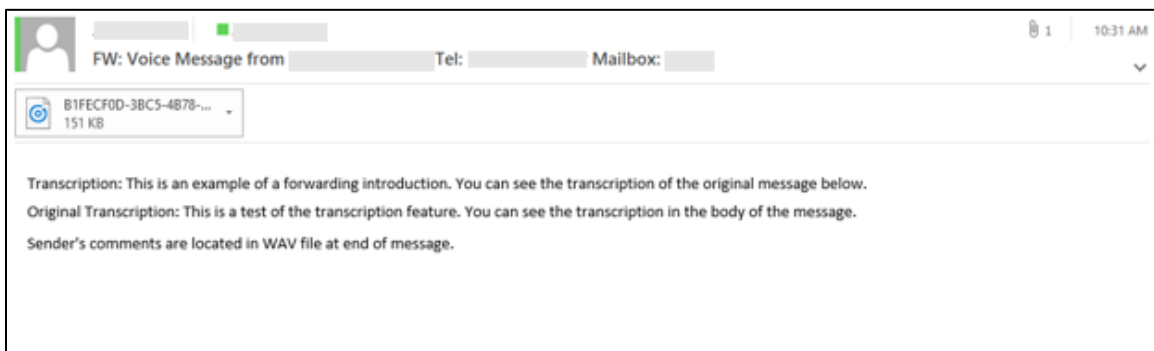 1
10:31 AM
FW: Voice Message from Tel: Mailbox:
B1FECF0D-3BC5-4B78-...
151 KB
Transcription: This is an example of a forwarding introduction. You can see the transcription of the original message below.
Original Transcription: This is a test of the transcription feature. You can see the transcription in the body of the message.
Sender's comments are located in WAV file at end of message.